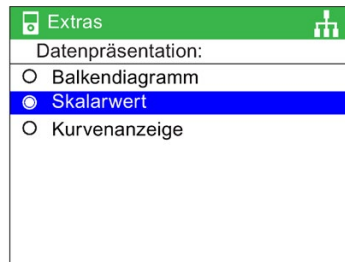 Extras
Datenpräsentation:
Balkendiagramm
Skalarwert
Kurvenanzeige